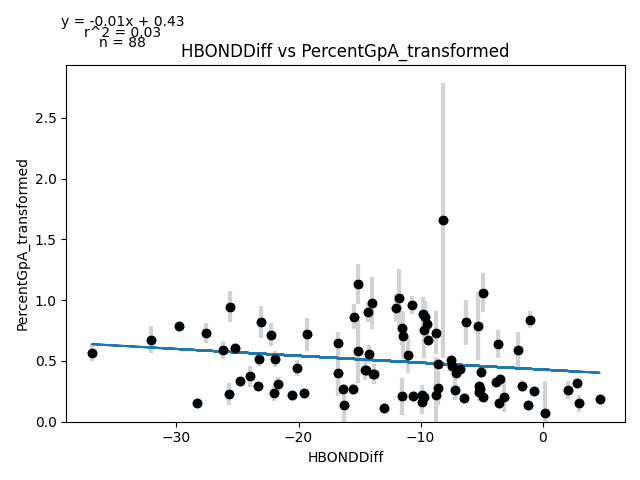 y = -0.01x + 0.43
r^2 = 0.03
n = 88
HBONDDiff vs PercentGpA_transformed
PercentGpA_transformed
2.5
2.0
1.5
1.0
0.5
0.0
−30
−20
−10
0
HBONDDiff